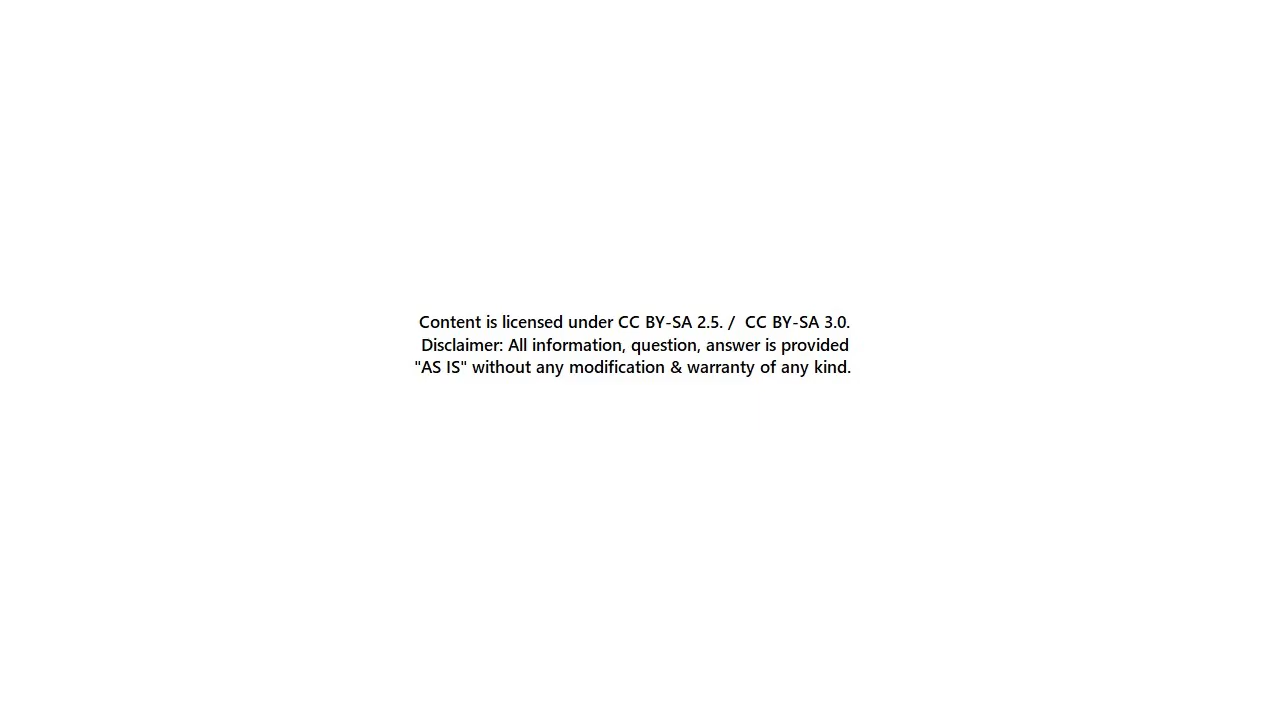 Content is licensed under CC BY-SA 2.5. /  CC BY-SA 3.0.
Disclaimer: All information, question, answer is provided
"AS IS" without any modification & warranty of any kind.